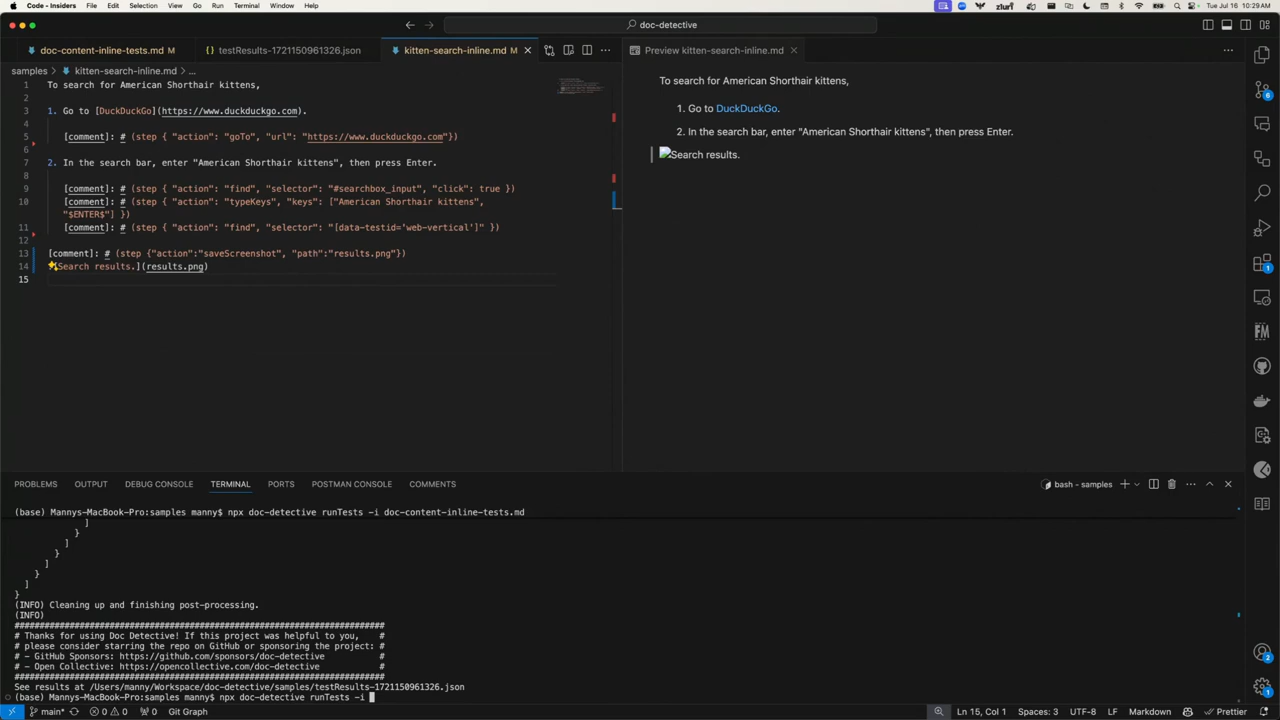 Code - Insiders File Edit Selection View Go Run Terminal Window Help
zlurf Tue Jul 16 10:29 AM
doc-detective
doc-content-inline-tests.md M
testResults-1721150961326.json
kitten-search-inline.md M
Preview kitten-search-inline.md
samples > kitten-search-inline.md > ...
1 To search for American Shorthair kittens,
2
3 1. Go to [DuckDuckGo](https://www.duckduckgo.com).
4
5 [comment]: # (step { "action": "goTo", "url": "https://www.duckduckgo.com"})
6
7 2. In the search bar, enter "American Shorthair kittens", then press Enter.
8
9 [comment]: # (step { "action": "find", "selector": "#searchbox_input", "click": true })
10 [comment]: # (step { "action": "typeKeys", "keys": ["American Shorthair kittens",
"$ENTER$"] })
11 [comment]: # (step { "action": "find", "selector": "[data-testid='web-vertical']" })
12
13 [comment]: # (step {"action":"saveScreenshot", "path":"results.png"})
14 Search results.](results.png)
15
To search for American Shorthair kittens,
1. Go to DuckDuckGo.
2. In the search bar, enter "American Shorthair kittens", then press Enter.
Search results.
PROBLEMS OUTPUT DEBUG CONSOLE TERMINAL PORTS POSTMAN CONSOLE COMMENTS
bash - samples
(base) Mannys-MacBook-Pro:samples manny$ npx doc-detective runTests -i doc-content-inline-tests.md
]
}
]
}
]
}
]
}
(INFO) Cleaning up and finishing post-processing.
(INFO)
##########################################################################
# Thanks for using Doc Detective! If this project was helpful to you, #
# please consider starring the repo on GitHub or sponsoring the project: #
# - GitHub Sponsors: https://github.com/sponsors/doc-detective #
# - Open Collective: https://opencollective.com/doc-detective #
##########################################################################
See results at /Users/manny/Workspace/doc-detective/samples/testResults-1721150961326.json
(base) Mannys-MacBook-Pro:samples manny$ npx doc-detective runTests -i
main* 0 0 0 Git Graph
Ln 15, Col 1 Spaces: 3 UTF-8 LF Markdown Prettier